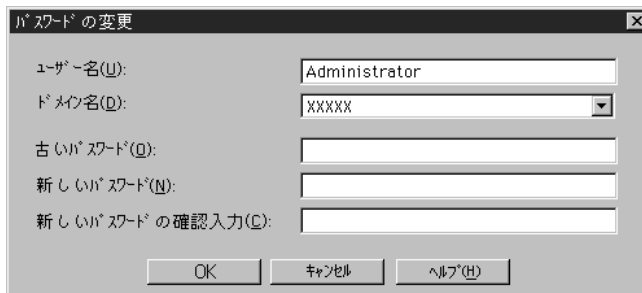 ﾊﾟｽﾜｰﾄﾞの変更
ﾕｰｻﾞｰ名(U): Administrator
ﾄﾞﾒｲﾝ名(D): XXXXX
古いﾊﾟｽﾜｰﾄﾞ(O):
新しいﾊﾟｽﾜｰﾄﾞ(N):
新しいﾊﾟｽﾜｰﾄﾞの確認入力(C):
OK ｷｬﾝｾﾙ ﾍﾙﾌﾟ(H)